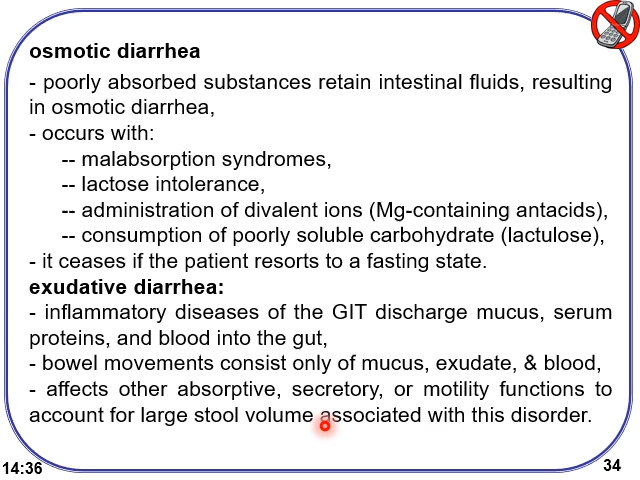 osmotic diarrhea
- poorly absorbed substances retain intestinal fluids, resulting
in osmotic diarrhea,
- occurs with:
-- malabsorption syndromes,
-- lactose intolerance,
-- administration of divalent ions (Mg-containing antacids),
-- consumption of poorly soluble carbohydrate (lactulose),
- it ceases if the patient resorts to a fasting state.
exudative diarrhea:
- inflammatory diseases of the GIT discharge mucus, serum
proteins, and blood into the gut,
- bowel movements consist only of mucus, exudate, & blood,
- affects other absorptive, secretory, or motility functions to
account for large stool volume associated with this disorder.
14:36
34